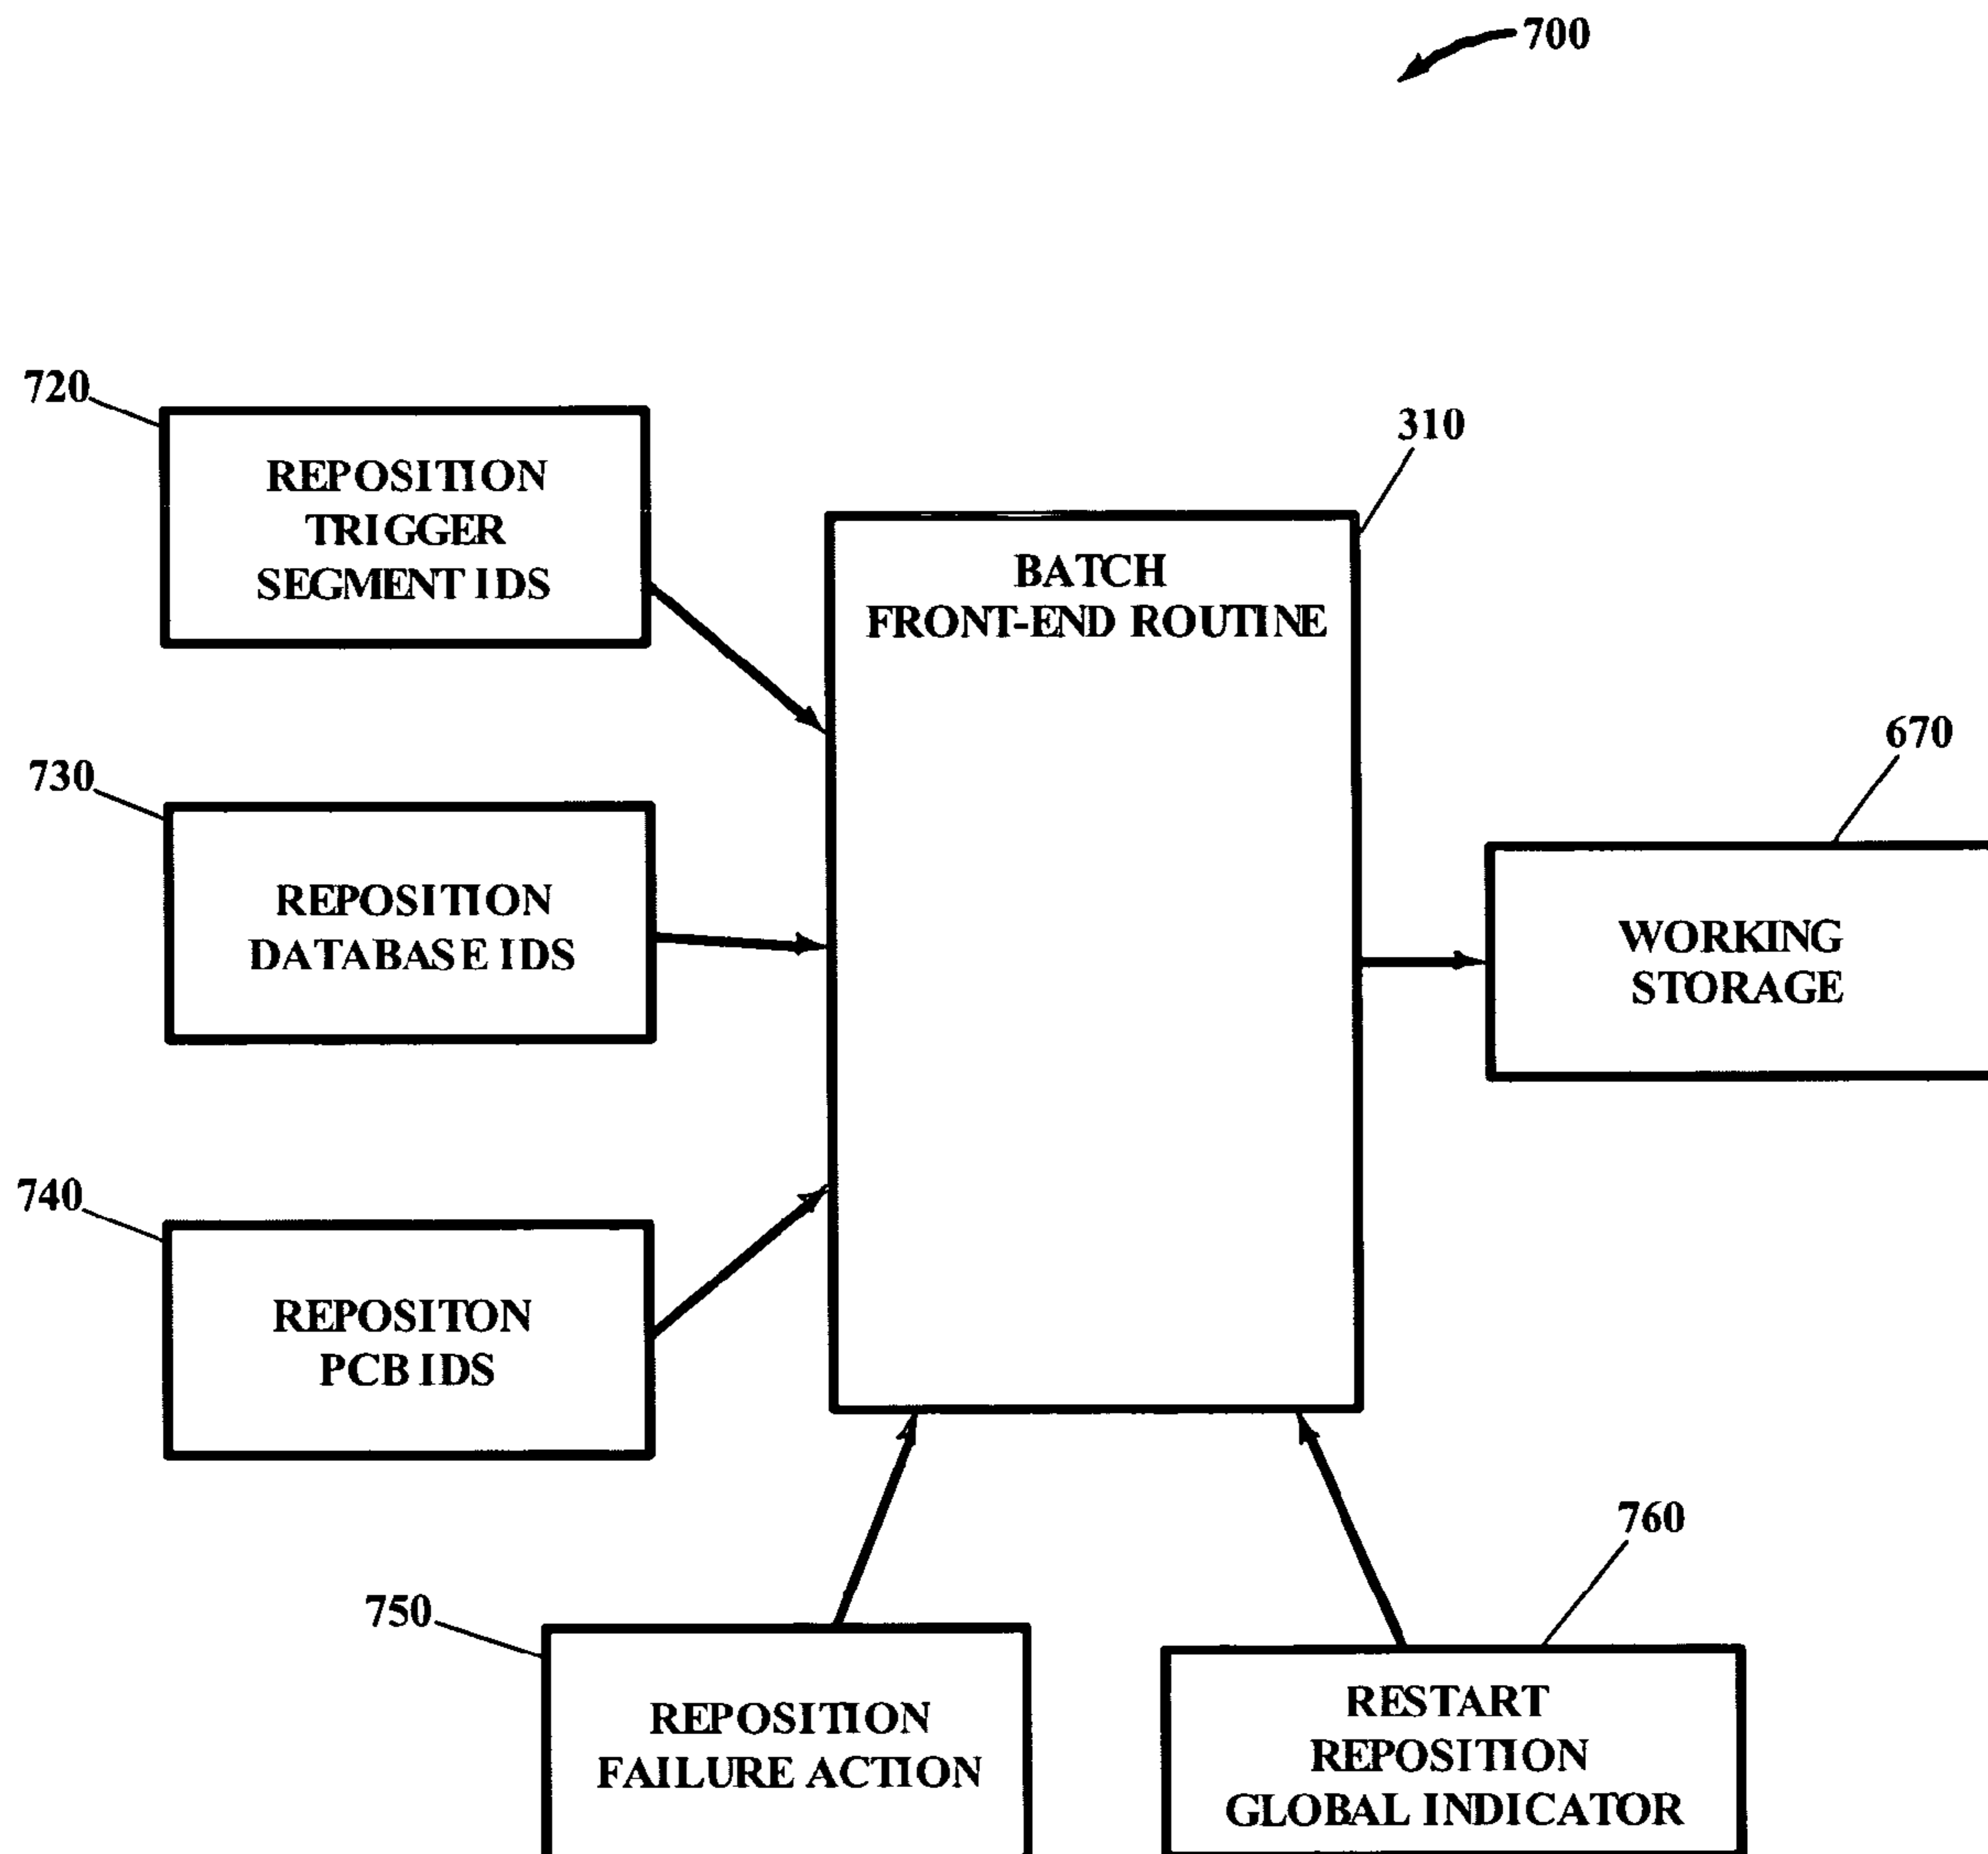 700
720
REPOSITION
TRIGGER
SEGMENT IDS
310
BATCH
FRONT-END ROUTINE
730
REPOSITION
DATABASE IDS
670
WORKING
STORAGE
740
REPOSITON
PCB IDS
750
REPOSITION
FAILURE ACTION
760
RESTART
REPOSITION
GLOBAL INDICATOR